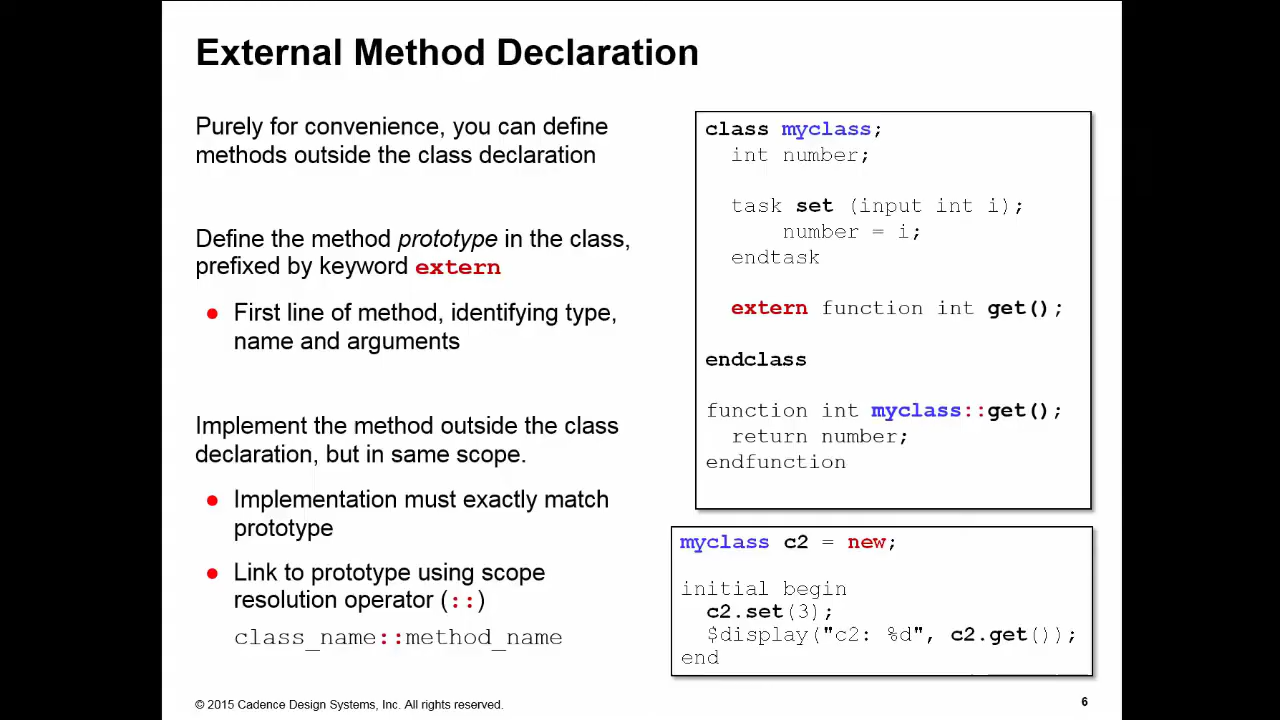 External Method Declaration
Purely for convenience, you can define
methods outside the class declaration
Define the method prototype in the class,
prefixed by keyword extern
● First line of method, identifying type,
name and arguments
Implement the method outside the class
declaration, but in same scope.
● Implementation must exactly match
prototype
● Link to prototype using scope
resolution operator (::)
class_name::method_name
class myclass;
int number;
task set (input int i);
number = i;
endtask
extern function int get();
endclass
function int myclass::get();
return number;
endfunction
myclass c2 = new;
initial begin
c2.set(3);
$display("c2: %d", c2.get());
end
© 2015 Cadence Design Systems, Inc. All rights reserved.
6